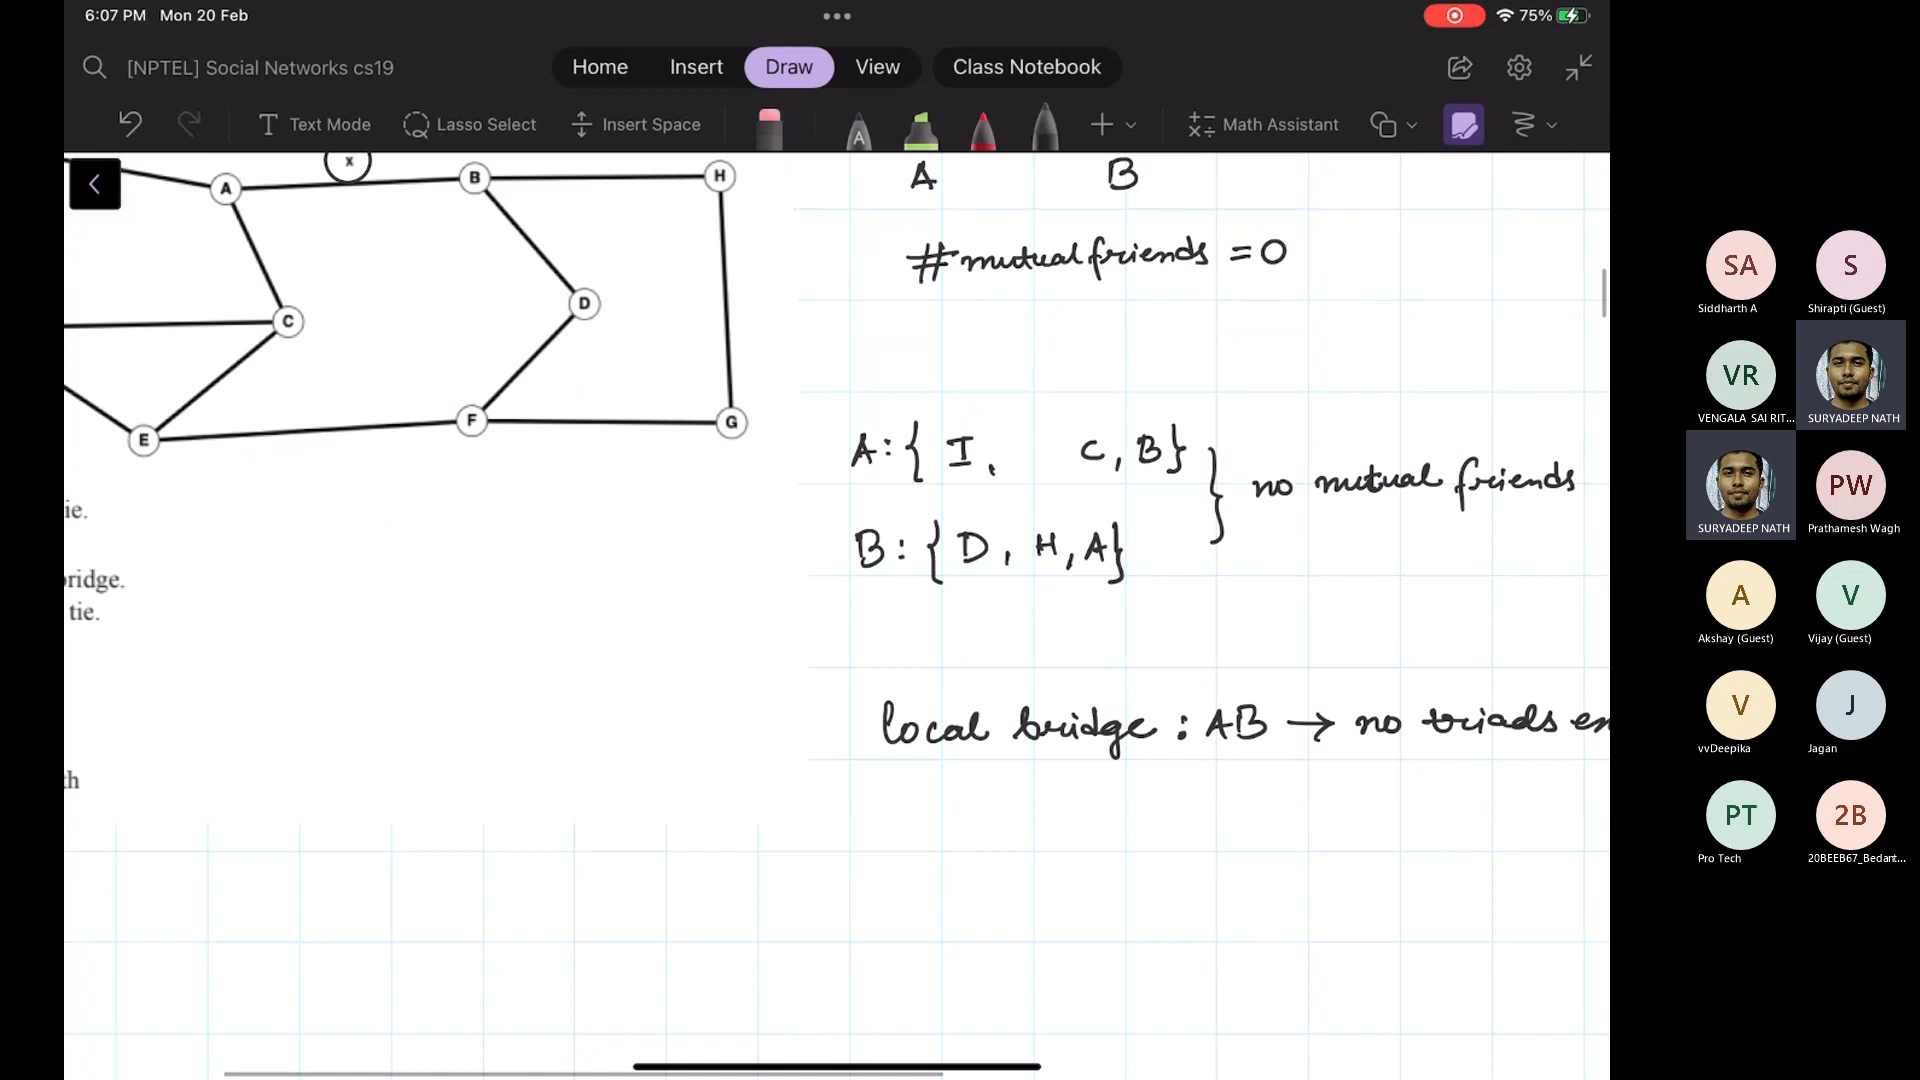 6:07 PM Mon 20 Feb
75%
[NPTEL] Social Networks cs19
Home Insert Draw View Class Notebook
Text Mode Lasso Select Insert Space A Math Assistant
x
A B H
C D
E F G
A B
#mutual friends = 0
A: { I, C, B}
no mutual friends
B: { D, H, A}
ie.
ridge.
tie.
local bridge : AB → no triads
th
SA S
Siddharth A Shirapti (Guest)
VR
VENGALA SAI RIT... SURYADEEP NATH
PW
SURYADEEP NATH Prathamesh Wagh
A V
Akshay (Guest) Vijay (Guest)
V J
vvDeepika Jagan
PT 2B
Pro Tech 20BEEB67_Bedant...